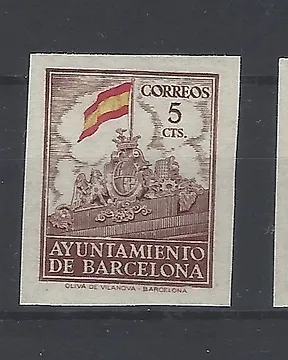 CORREOS
5
CTS.
AYUNTAMIENTO
DE BARCELONA
OLIVA DE VILANOVA - BARCELONA